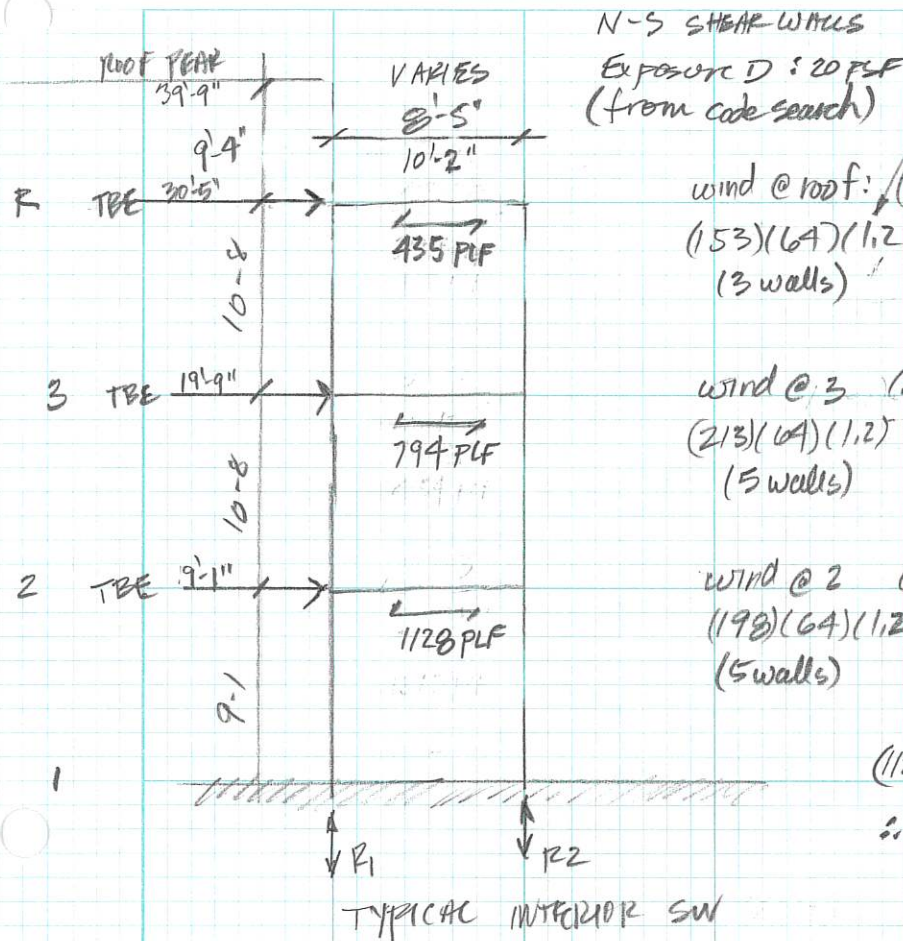 N-S SHEAR WALLS
ROOF PEAK
39'-9"
VARIES
Exposure D : 20 PSF
(from code search)
8'-5"
10'-2"
9'-4"
R TBE 30'-5"
wind @ roof: (
435 PLF
(153)(64)(1,2
(3 walls)
10-8
3 TBE 19'-9"
wind @ 3 (
794 PLF
(213)(64)(1,2)
(5 walls)
10-8
2 TBE 9'-1"
wind @ 2 (
1128 PLF
(198)(64)(1,2
(5 walls)
9-1
1
(11
∴
R1
R2
TYPICAL INTERIOR SW